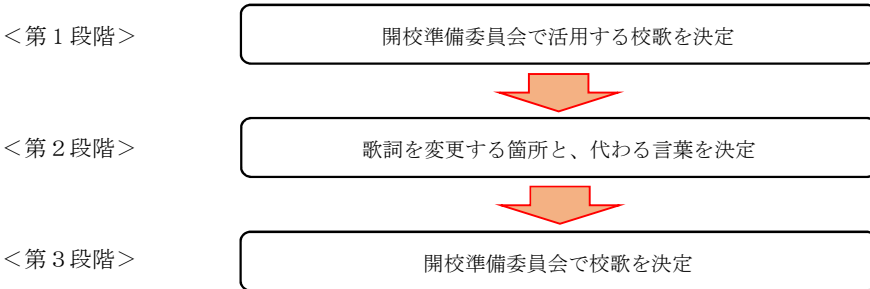 ＜第１段階＞
開校準備委員会で活用する校歌を決定
＜第２段階＞
歌詞を変更する箇所と、代わる言葉を決定
＜第３段階＞
開校準備委員会で校歌を決定